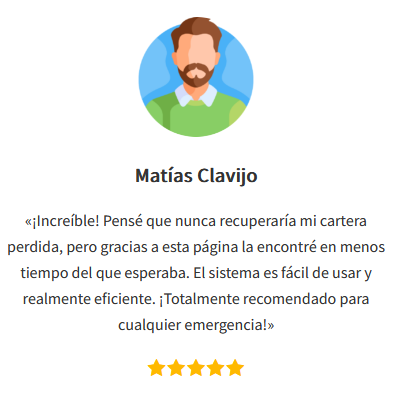 Matías Clavijo
«¡Increíble! Pensé que nunca recuperaría mi cartera
perdida, pero gracias a esta página la encontré en menos
tiempo del que esperaba. El sistema es fácil de usar y
realmente eficiente. ¡Totalmente recomendado para
cualquier emergencia!»